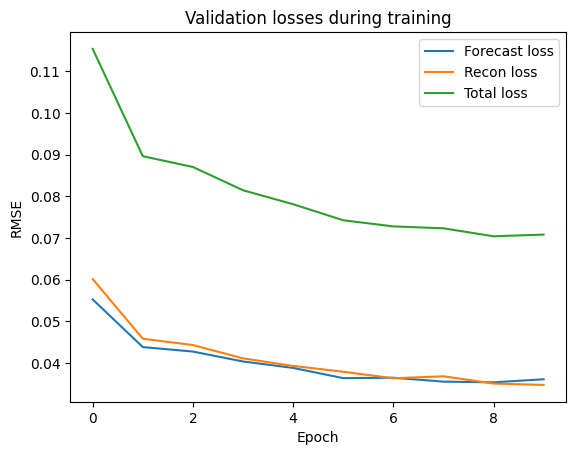 Validation losses during training
Forecast loss
Recon loss
Total loss
0.11
0.10
0.09
0.08
0.07
0.06
0.05
0.04
RMSE
0 2 4 6 8
Epoch